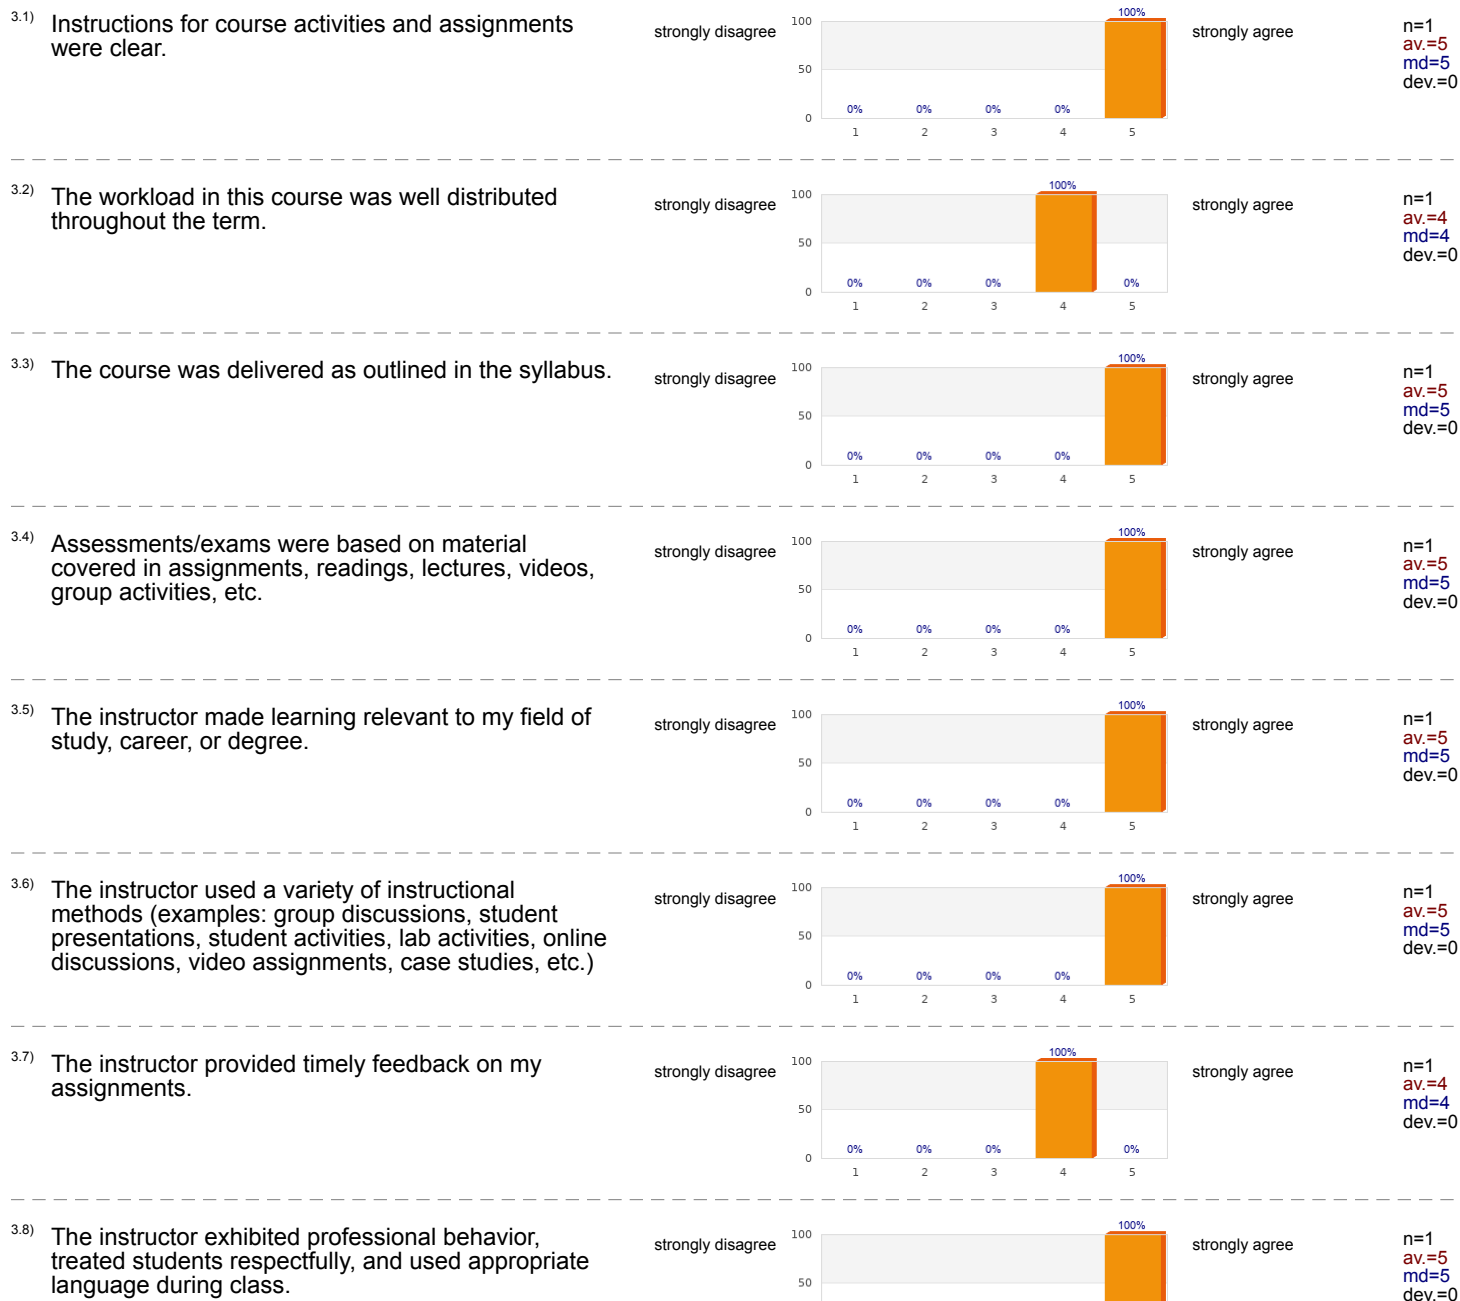 3.1) Instructions for course activities and assignments
were clear.
strongly disagree
100
50
0
0%
0%
0%
0%
100%
1
2
3
4
5
strongly agree
n=1
av.=5
md=5
dev.=0
3.2) The workload in this course was well distributed
throughout the term.
strongly disagree
100
50
0
0%
0%
0%
100%
0%
1
2
3
4
5
strongly agree
n=1
av.=4
md=4
dev.=0
3.3) The course was delivered as outlined in the syllabus.
strongly disagree
100
50
0
0%
0%
0%
0%
100%
1
2
3
4
5
strongly agree
n=1
av.=5
md=5
dev.=0
3.4) Assessments/exams were based on material
covered in assignments, readings, lectures, videos,
group activities, etc.
strongly disagree
100
50
0
0%
0%
0%
0%
100%
1
2
3
4
5
strongly agree
n=1
av.=5
md=5
dev.=0
3.5) The instructor made learning relevant to my field of
study, career, or degree.
strongly disagree
100
50
0
0%
0%
0%
0%
100%
1
2
3
4
5
strongly agree
n=1
av.=5
md=5
dev.=0
3.6) The instructor used a variety of instructional
methods (examples: group discussions, student
presentations, student activities, lab activities, online
discussions, video assignments, case studies, etc.)
strongly disagree
100
50
0
0%
0%
0%
0%
100%
1
2
3
4
5
strongly agree
n=1
av.=5
md=5
dev.=0
3.7) The instructor provided timely feedback on my
assignments.
strongly disagree
100
50
0
0%
0%
0%
100%
0%
1
2
3
4
5
strongly agree
n=1
av.=4
md=4
dev.=0
3.8) The instructor exhibited professional behavior,
treated students respectfully, and used appropriate
language during class.
strongly disagree
100
50
100%
strongly agree
n=1
av.=5
md=5
dev.=0